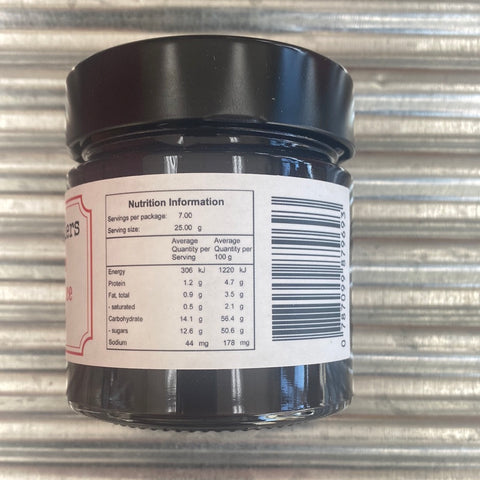 ers
e
Nutrition Information
Servings per package: 7.00
Serving size: 25.00 g
Average Quantity per Serving Average Quantity per 100 g
Energy 306 kJ 1220 kJ
Protein 1.2 g 4.7 g
Fat, total 0.9 g 3.5 g
- saturated 0.5 g 2.1 g
Carbohydrate 14.1 g 56.4 g
- sugars 12.6 g 50.6 g
Sodium 44 mg 178 mg